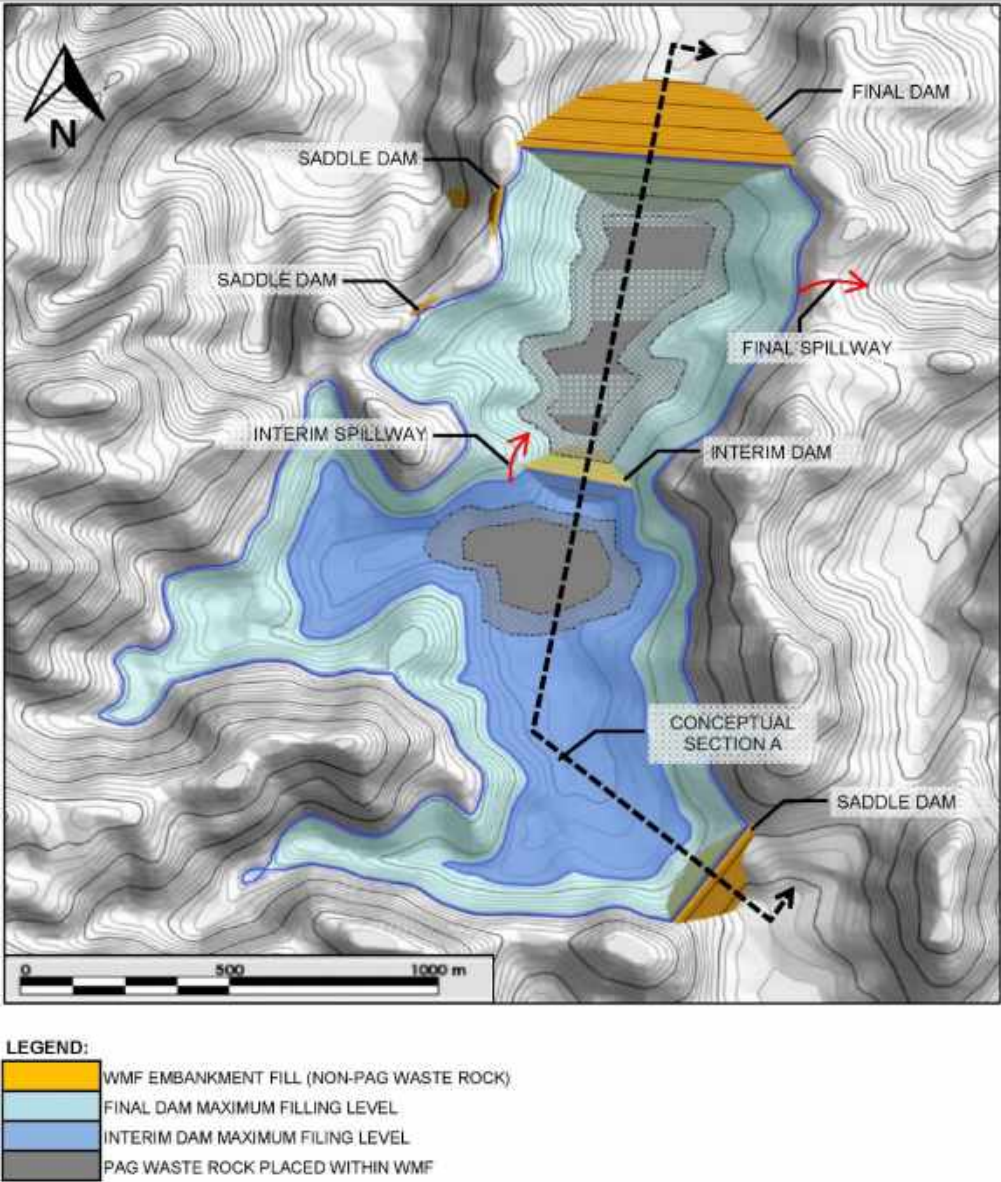 N
FINAL DAM
SADDLE DAM
SADDLE DAM
FINAL SPILLWAY
INTERIM SPILLWAY
INTERIM DAM
CONCEPTUAL
SECTION A
SADDLE DAM
0 500 1000 m
LEGEND:
WMF EMBANKMENT FILL (NON-PAG WASTE ROCK)
FINAL DAM MAXIMUM FILLING LEVEL
INTERIM DAM MAXIMUM FILING LEVEL
PAG WASTE ROCK PLACED WITHIN WMF